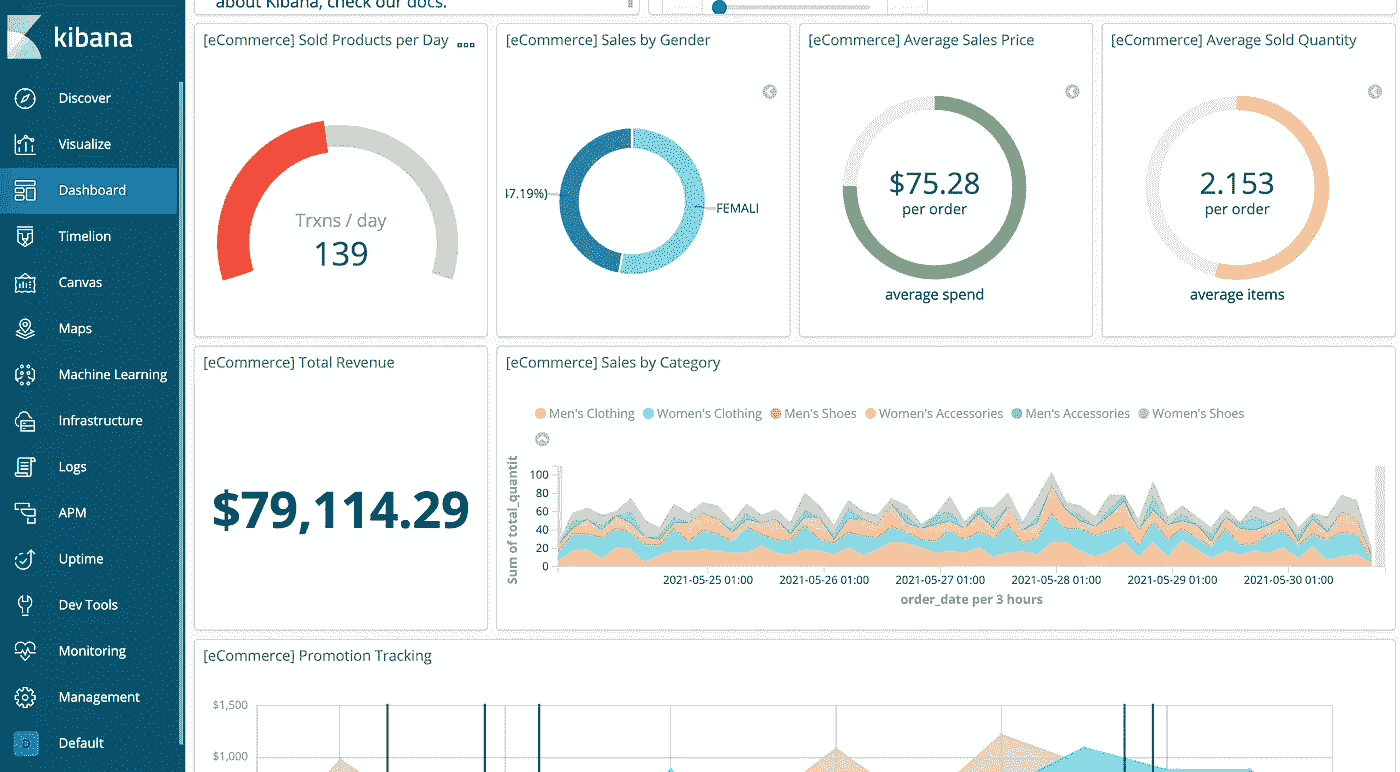 about Kibana, check our docs.
kibana
Discover
Visualize
Dashboard
Timelion
Canvas
Maps
Machine Learning
Infrastructure
Logs
APM
Uptime
Dev Tools
Monitoring
Management
Default
[eCommerce] Sold Products per Day
Trxns / day
139
[eCommerce] Sales by Gender
47.19%)
FEMALI
[eCommerce] Average Sales Price
$75.28
per order
average spend
[eCommerce] Average Sold Quantity
2.153
per order
average items
[eCommerce] Total Revenue
$79,114.29
[eCommerce] Sales by Category
Men's Clothing Women's Clothing Men's Shoes Women's Accessories Men's Accessories Women's Shoes
Sum of total_quantit
100
80
60
40
20
0
2021-05-25 01:00 2021-05-26 01:00 2021-05-27 01:00 2021-05-28 01:00 2021-05-29 01:00 2021-05-30 01:00
order_date per 3 hours
[eCommerce] Promotion Tracking
$1,500
$1,000